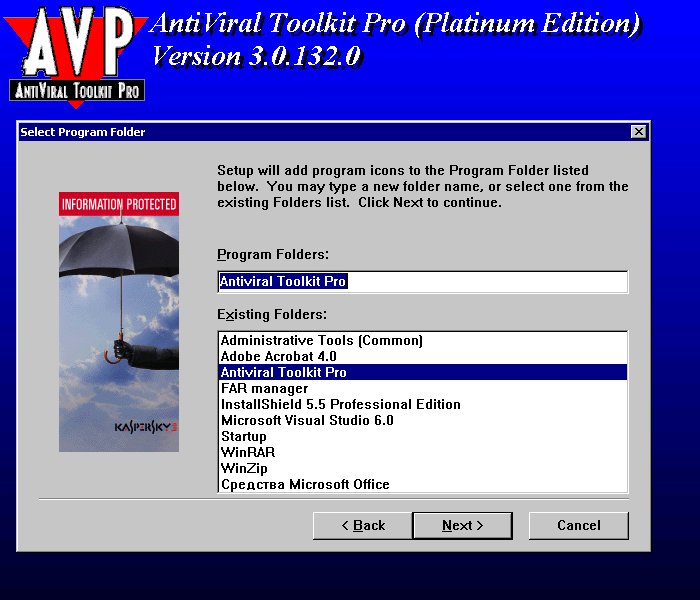 AVP
ANTIVIRAL TOOLKIT PRO
AntiViral Toolkit Pro (Platinum Edition)
Version 3.0.132.0
Select Program Folder
Setup will add program icons to the Program Folder listed
below. You may type a new folder name, or select one from the
existing Folders list. Click Next to continue.
INFORMATION PROTECTED
KASPERSKY
Program Folders:
Antiviral Toolkit Pro
Existing Folders:
Administrative Tools (Common)
Adobe Acrobat 4.0
Antiviral Toolkit Pro
FAR manager
InstallShield 5.5 Professional Edition
Microsoft Visual Studio 6.0
Startup
WinRAR
WinZip
Средства Microsoft Office
< Back
Next >
Cancel